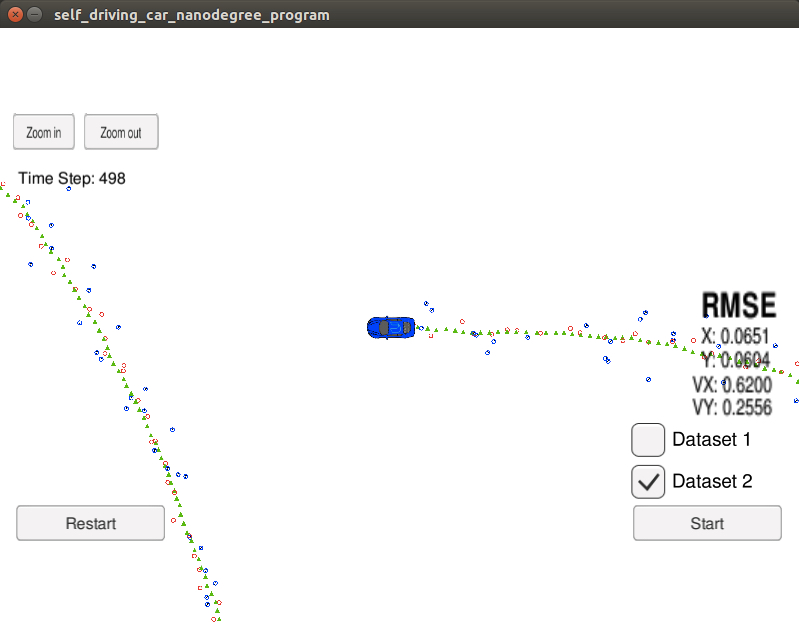 self_driving_car_nanodegree_program
Zoom in
Zoom out
Time Step: 498
RMSE
X: 0.0651
Y: 0.0604
VX: 0.6200
VY: 0.2556
Dataset 1
Dataset 2
Restart
Start